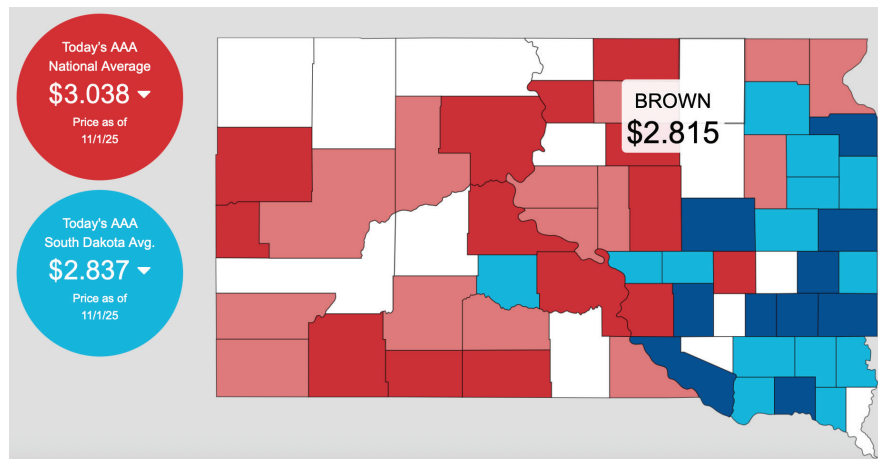 Today's AAA
National Average
$3.038
Price as of
11/1/25
Today's AAA
South Dakota Avg.
$2.837
Price as of
11/1/25
BROWN
$2.815